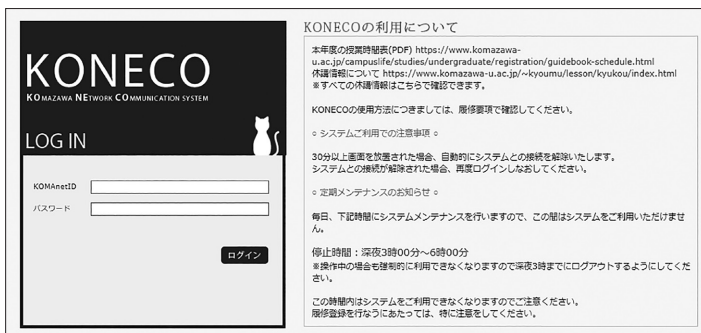 KONECO
KOMAZAWA NETWORK COMMUNICATION SYSTEM
LOG IN
KOMAnetID
パスワード
ログイン
KONECOの利用について
本年度の授業時間表(PDF) https://www.komazawa-
u.ac.jp/campuslife/studies/undergraduate/registration/guidebook-schedule.html
休講情報について https://www.komazawa-u.ac.jp/~kyoumu/lesson/kyukou/index.html
※すべての休講情報はこちらで確認できます。
KONECOの使用方法につきましては、履修要項で確認してください。
○ システムご利用での注意事項 ○
30分以上画面を放置された場合、自動的にシステムとの接続を解除いたします。
システムとの接続が解除された場合、再度ログインしなおしてください。
○ 定期メンテナンスのお知らせ ○
毎日、下記時間にシステムメンテナンスを行いますので、この間はシステムをご利用いただけませ
ん。
停止時間：深夜3時00分～6時00分
※操作中の場合も強制的に利用できなくなりますので深夜3時までにログアウトするようにしてくだ
さい。
この時間内はシステムをご利用できなくなりますのでご注意ください。
履修登録を行なうにあたっては、特に注意をしてください。